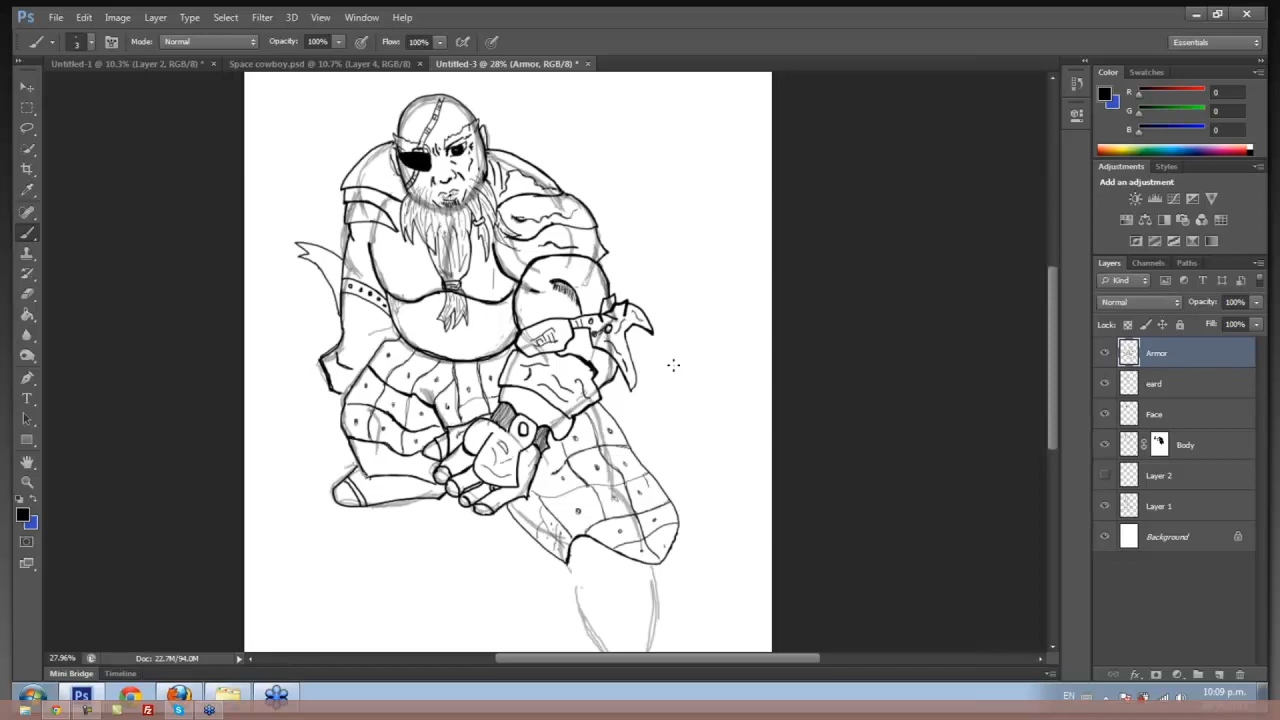 Ps File Edit Image Layer Type Select Filter 3D View Window Help
3 Mode: Normal Opacity: 100% Flow: 100% Essentials
Untitled-1 @ 10.3% (Layer 2, RGB/8) * × Space cowboy.psd @ 10.7% (Layer 4, RGB/8) × Untitled-3 @ 28% (Armor, RGB/8) * ×
Color Swatches
R 0
G 0
B 0
Adjustments Styles
Add an adjustment
Layers Channels Paths
Kind
Normal Opacity: 100%
Lock: Fill: 100%
Armor
eard
Face
Body
Layer 2
Layer 1
Background
27.96% Doc: 22.7M/94.0M
Mini Bridge Timeline
Ps EN 10:09 p.m.